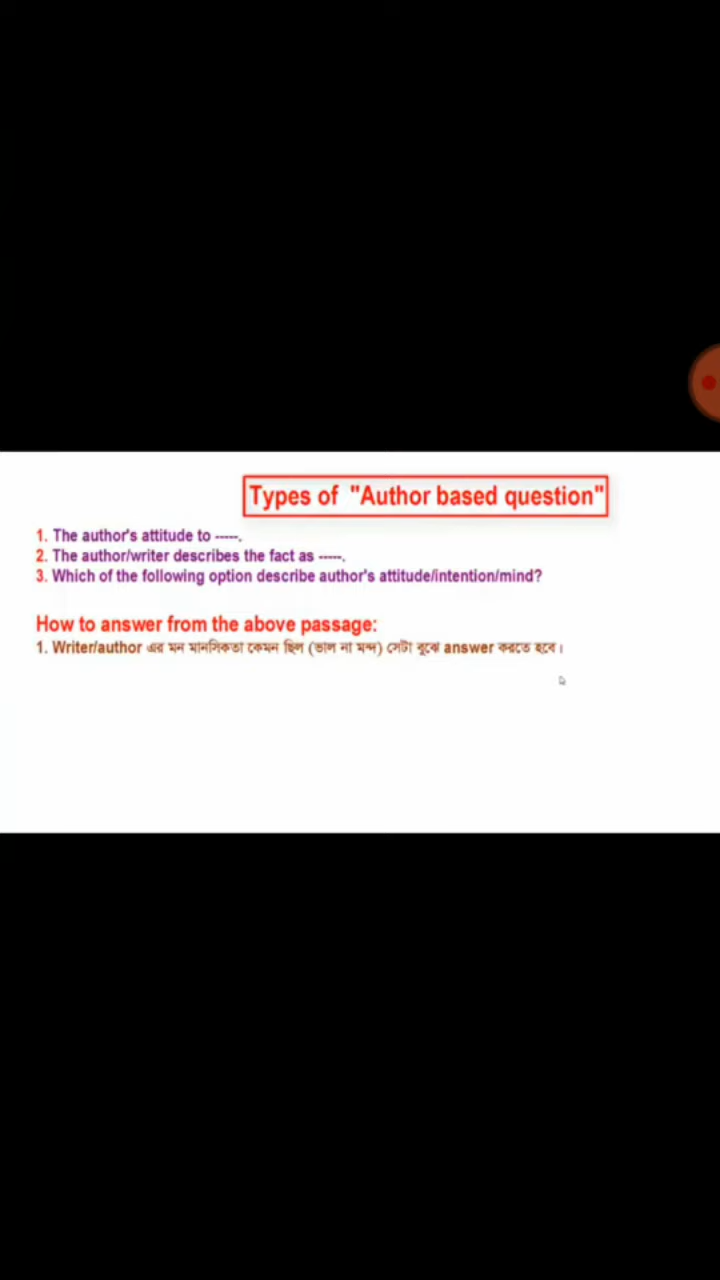 Types of "Author based question"
1. The author's attitude to -----.
2. The author/writer describes the fact as -----.
3. Which of the following option describe author's attitude/intention/mind?
How to answer from the above passage:
1. Writer/author এর মন মানসিকতা কেমন ছিল (ভাল না মন্দ) সেটা বুঝে answer করতে হবে।